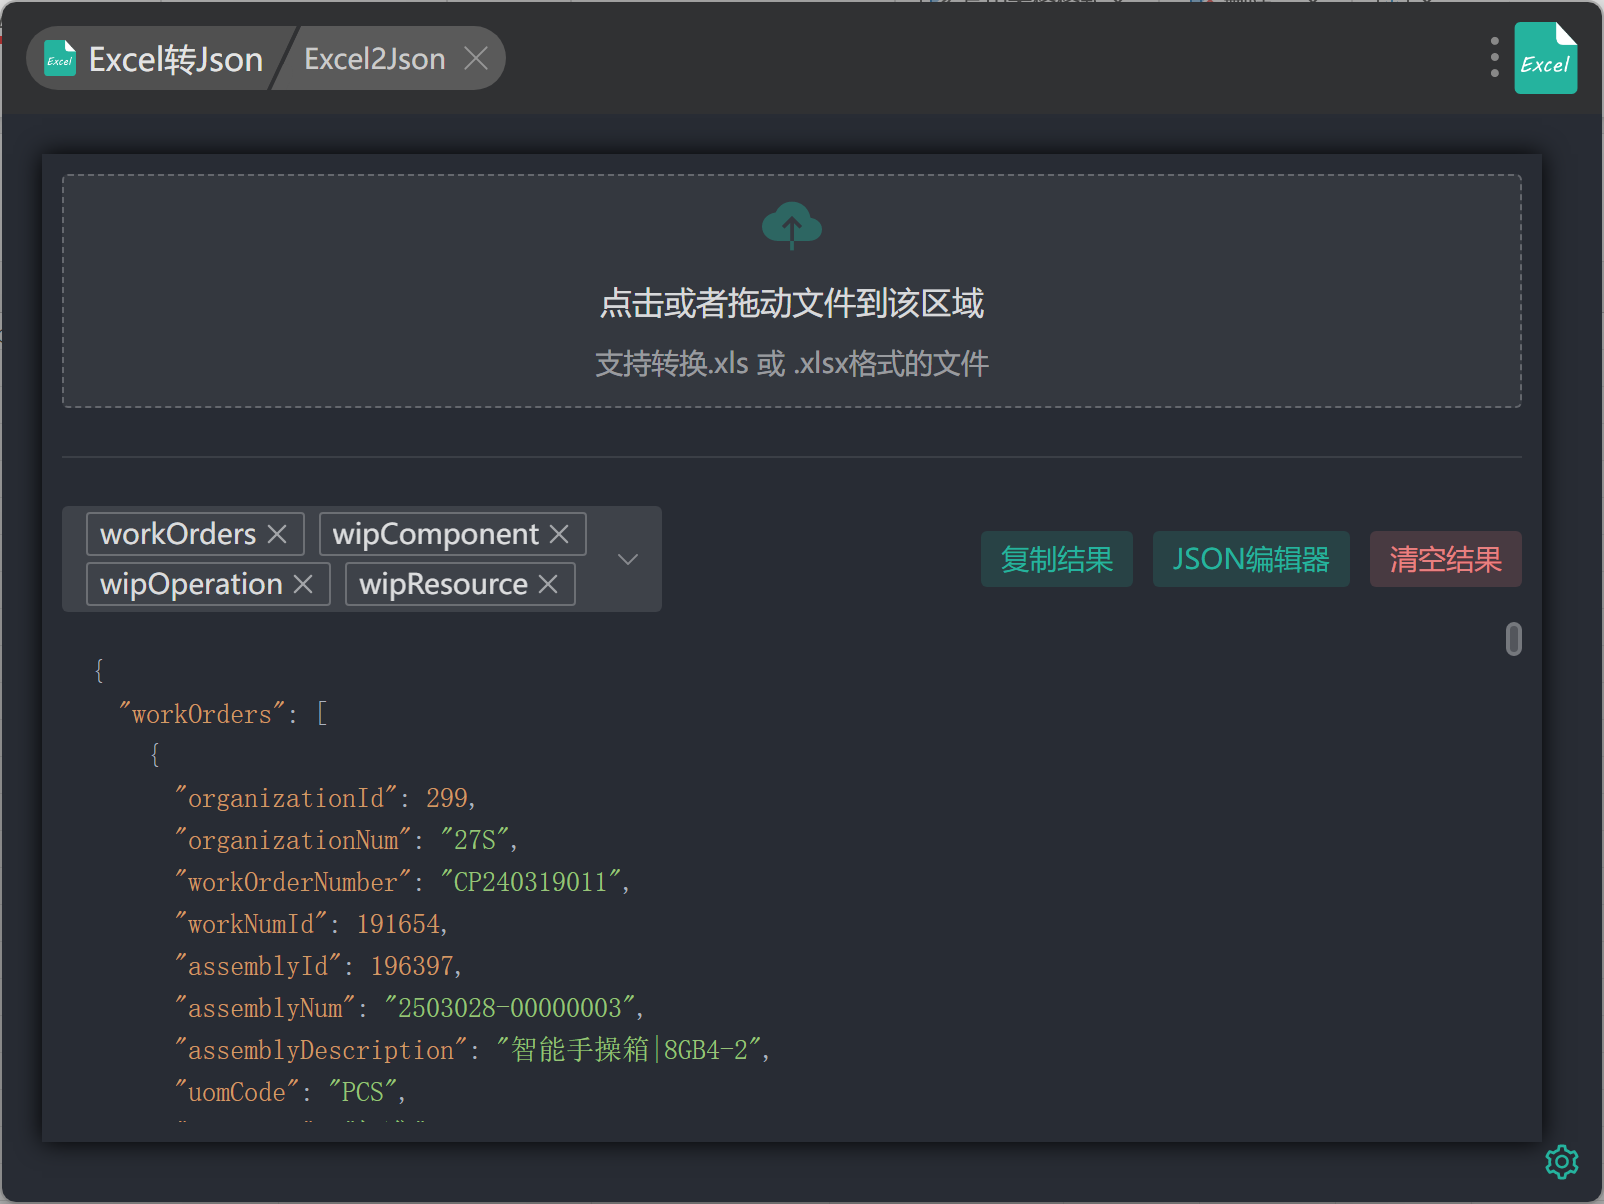 Excel Excel转Json Excel2Json Excel
点击或者拖动文件到该区域
支持转换.xls 或 .xlsx格式的文件
workOrders wipComponent
wipOperation wipResource
复制结果 JSON编辑器 清空结果
{
"workOrders": [
{
"organizationId": 299,
"organizationNum": "27S",
"workOrderNumber": "CP240319011",
"workNumId": 191654,
"assemblyId": 196397,
"assemblyNum": "2503028-00000003",
"assemblyDescription": "智能手操箱|8GB4-2",
"uomCode": "PCS",